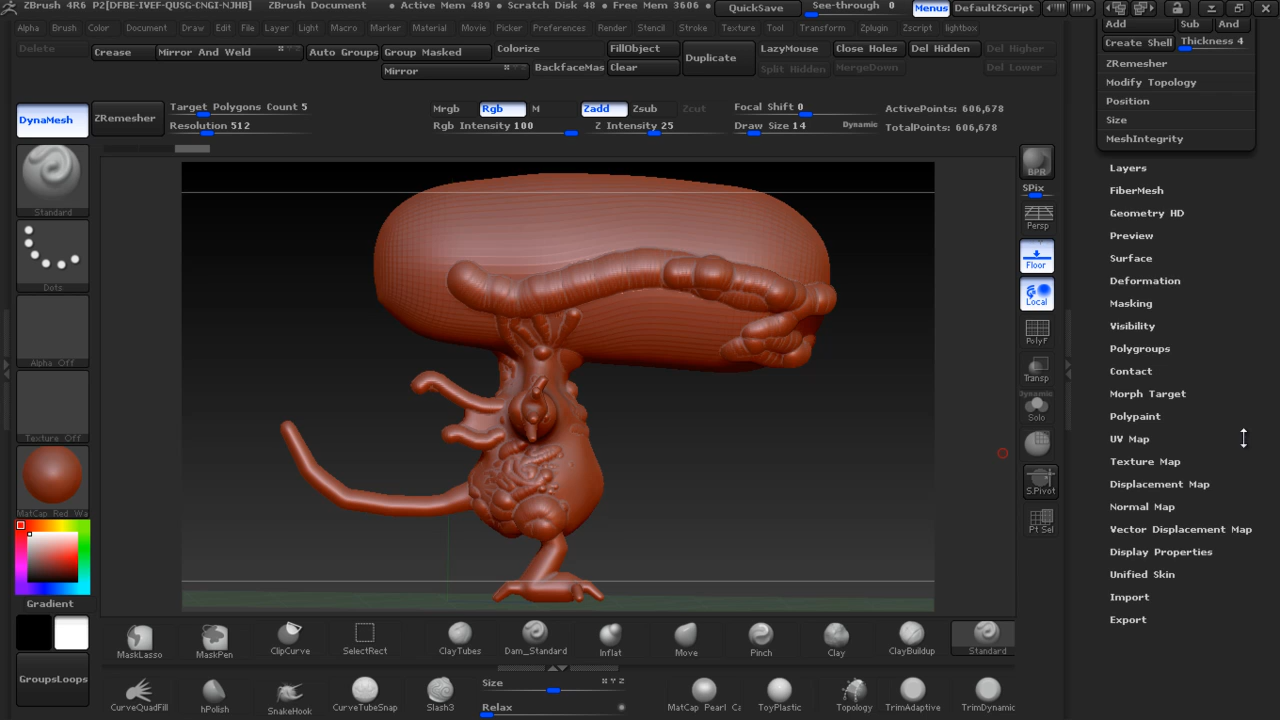 ZBrush 4R6 P2[DFBE-IVEF-QUSG-CNGI-NJHB] ZBrush Document • Active Mem 489 • Scratch Disk 48 • Free Mem 3606 • QuickSave See-through 0 Menus DefaultZScript
Alpha Brush Color Document Draw Edit File Layer Light Macro Marker Material Movie Picker Preferences Render Stencil Stroke Texture Tool Transform Zplugin Zscript lightbox
Add Sub And
Delete Crease Mirror And Weld Auto Groups Group Masked Colorize FillObject Duplicate LazyMouse Close Holes Del Hidden Del Higher
Create Shell Thickness 4
Mirror BackfaceMas Clear Split Hidden MergeDown Del Lower
ZRemesher
Modify Topology
Position
Size
MeshIntegrity
DynaMesh ZRemesher Target Polygons Count 5
Resolution 512
Mrgb Rgb M Zadd Zsub Zcut Focal Shift 0 ActivePoints: 606,678
Rgb Intensity 100 Z Intensity 25 Draw Size 14 Dynamic TotalPoints: 606,678
Standard
Dots
Alpha Off
Texture Off
MatCap Red Wa
Gradient
GroupsLoops
BPR
SPix
Persp
Floor
Local
PolyF
Transp
Dynamic
Solo
S.Pivot
Pt Sel
Layers
FiberMesh
Geometry HD
Preview
Surface
Deformation
Masking
Visibility
Polygroups
Contact
Morph Target
Polypaint
UV Map
Texture Map
Displacement Map
Normal Map
Vector Displacement Map
Display Properties
Unified Skin
Import
Export
MaskLasso MaskPen ClipCurve SelectRect ClayTubes Dam_Standard Inflat Move Pinch Clay ClayBuildup Standard
Size X Y Z
Relax
CurveQuadFill hPolish SnakeHook CurveTubeSnap Slash3 MatCap Pearl Ca ToyPlastic Topology TrimAdaptive TrimDynamic